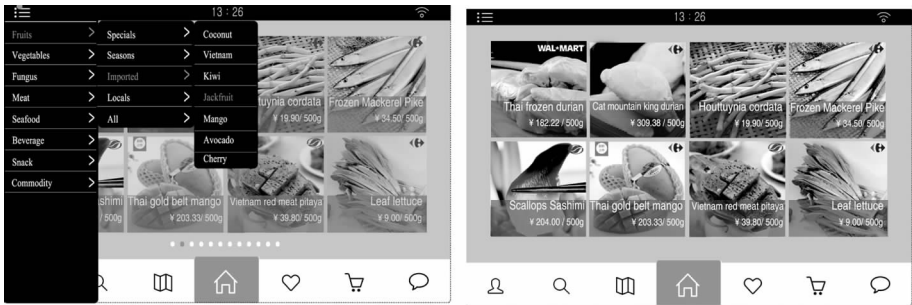 13 : 26
Fruits
Vegetables
Fungus
Meat
Seafood
Beverage
Snack
Commodity
Specials
Seasons
Imported
Locals
All
Coconut
Vietnam
Kiwi
Jackfruit
Mango
Avocado
Cherry
tuynia cordata
¥ 19.90/ 500g
Frozen Mackerel Pike
¥ 34.50/ 500g
shimi
/ 500g
Thai gold belt mango
¥ 203.33/ 500g
Vietnam red meat pitaya
¥ 39.80/ 500g
Leaf lettuce
¥ 9.00/ 500g
13 : 26
WAL★MART
Thai frozen durian
¥ 182.22 / 500g
Cat mountain king durian
¥ 309.38 / 500g
Houttuynia cordata
¥ 19.90/ 500g
Frozen Mackerel Pike
¥ 34.50/ 500g
Scallops Sashimi
¥ 204.00 / 500g
Thai gold belt mango
¥ 203.33/ 500g
Vietnam red meat pitaya
¥ 39.80/ 500g
Leaf lettuce
¥ 9.00/ 500g